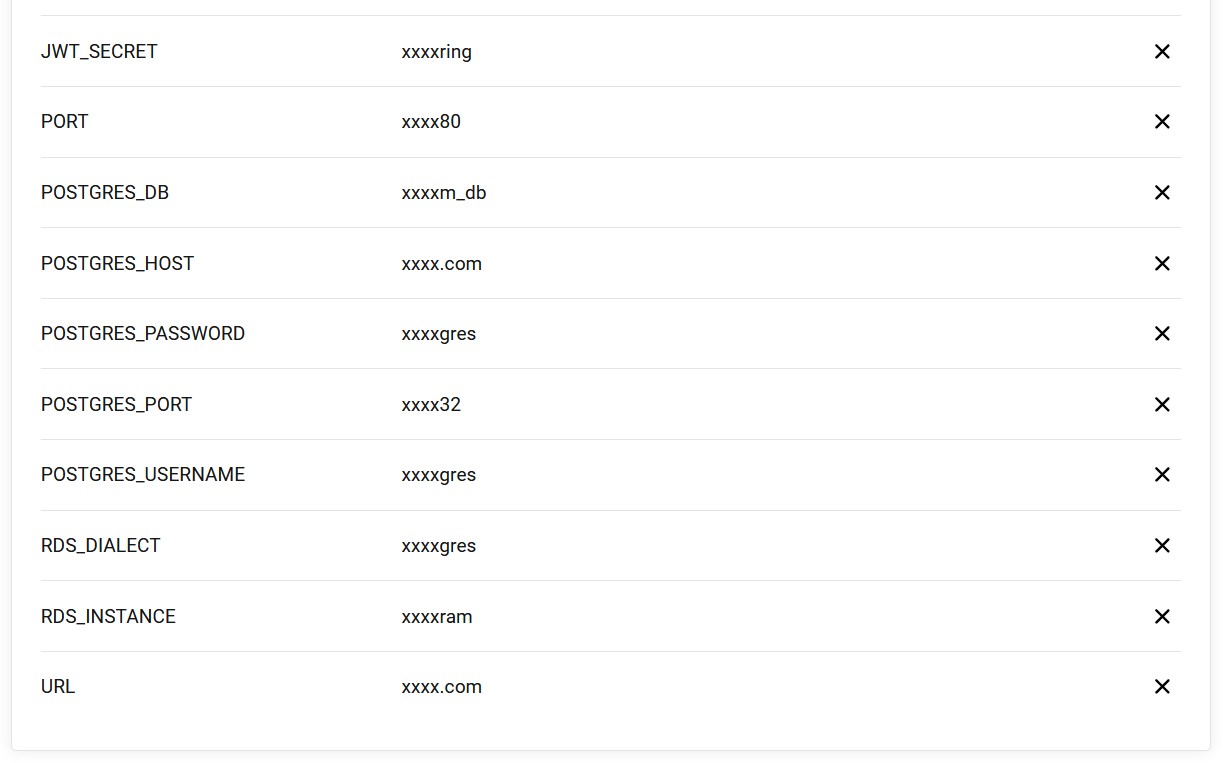 JWT_SECRET xxxxring
PORT xxxx80
POSTGRES_DB xxxxm_db
POSTGRES_HOST xxxx.com
POSTGRES_PASSWORD xxxxgres
POSTGRES_PORT xxxx32
POSTGRES_USERNAME xxxxgres
RDS_DIALECT xxxxgres
RDS_INSTANCE xxxxram
URL xxxx.com